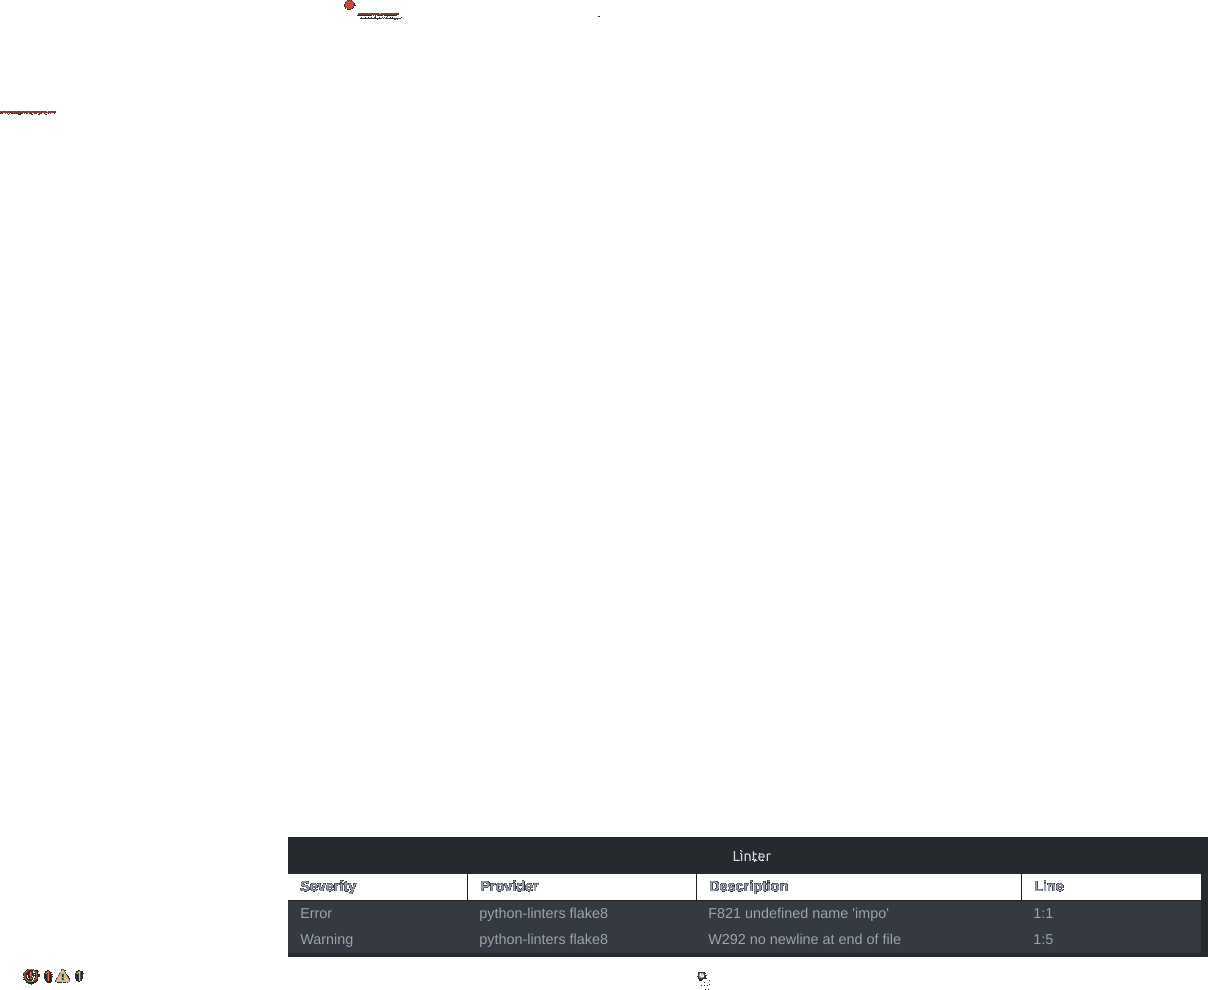 Linter
Severity Provider Description Line
Error python-linters flake8 F821 undefined name 'impo' 1:1
Warning python-linters flake8 W292 no newline at end of file 1:5